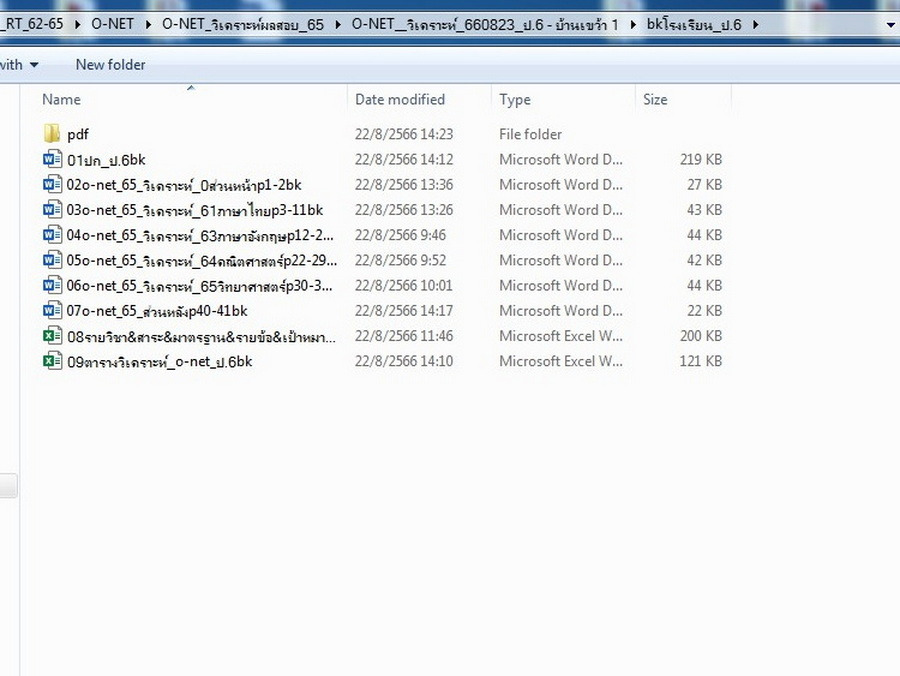 _RT_62-65 ▸ O-NET ▸ O-NET_วิเคราะห์ผลสอบ_65 ▸ O-NET__วิเคราะห์_660823_ป.6 - บ้านเขว้า 1 ▸ bkโรงเรียน_ป.6 ▸
with New folder
Name Date modified Type Size
pdf 22/8/2566 14:23 File folder
01ปก_ป.6bk 22/8/2566 14:12 Microsoft Word D... 219 KB
02o-net_65_วิเคราะห์_0ส่วนหน้าp1-2bk 22/8/2566 13:36 Microsoft Word D... 27 KB
03o-net_65_วิเคราะห์_61ภาษาไทยp3-11bk 22/8/2566 13:26 Microsoft Word D... 43 KB
04o-net_65_วิเคราะห์_63ภาษาอังกฤษp12-2... 22/8/2566 9:46 Microsoft Word D... 44 KB
05o-net_65_วิเคราะห์_64คณิตศาสตร์p22-29... 22/8/2566 9:52 Microsoft Word D... 42 KB
06o-net_65_วิเคราะห์_65วิทยาศาสตร์p30-3... 22/8/2566 10:01 Microsoft Word D... 44 KB
07o-net_65_ส่วนหลังp40-41bk 22/8/2566 14:17 Microsoft Word D... 22 KB
08รายวิชา&สาระ&มาตรฐาน&รายข้อ&เป้าหมา... 22/8/2566 11:46 Microsoft Excel W... 200 KB
09ตารางวิเคราะห์_o-net_ป.6bk 22/8/2566 14:10 Microsoft Excel W... 121 KB